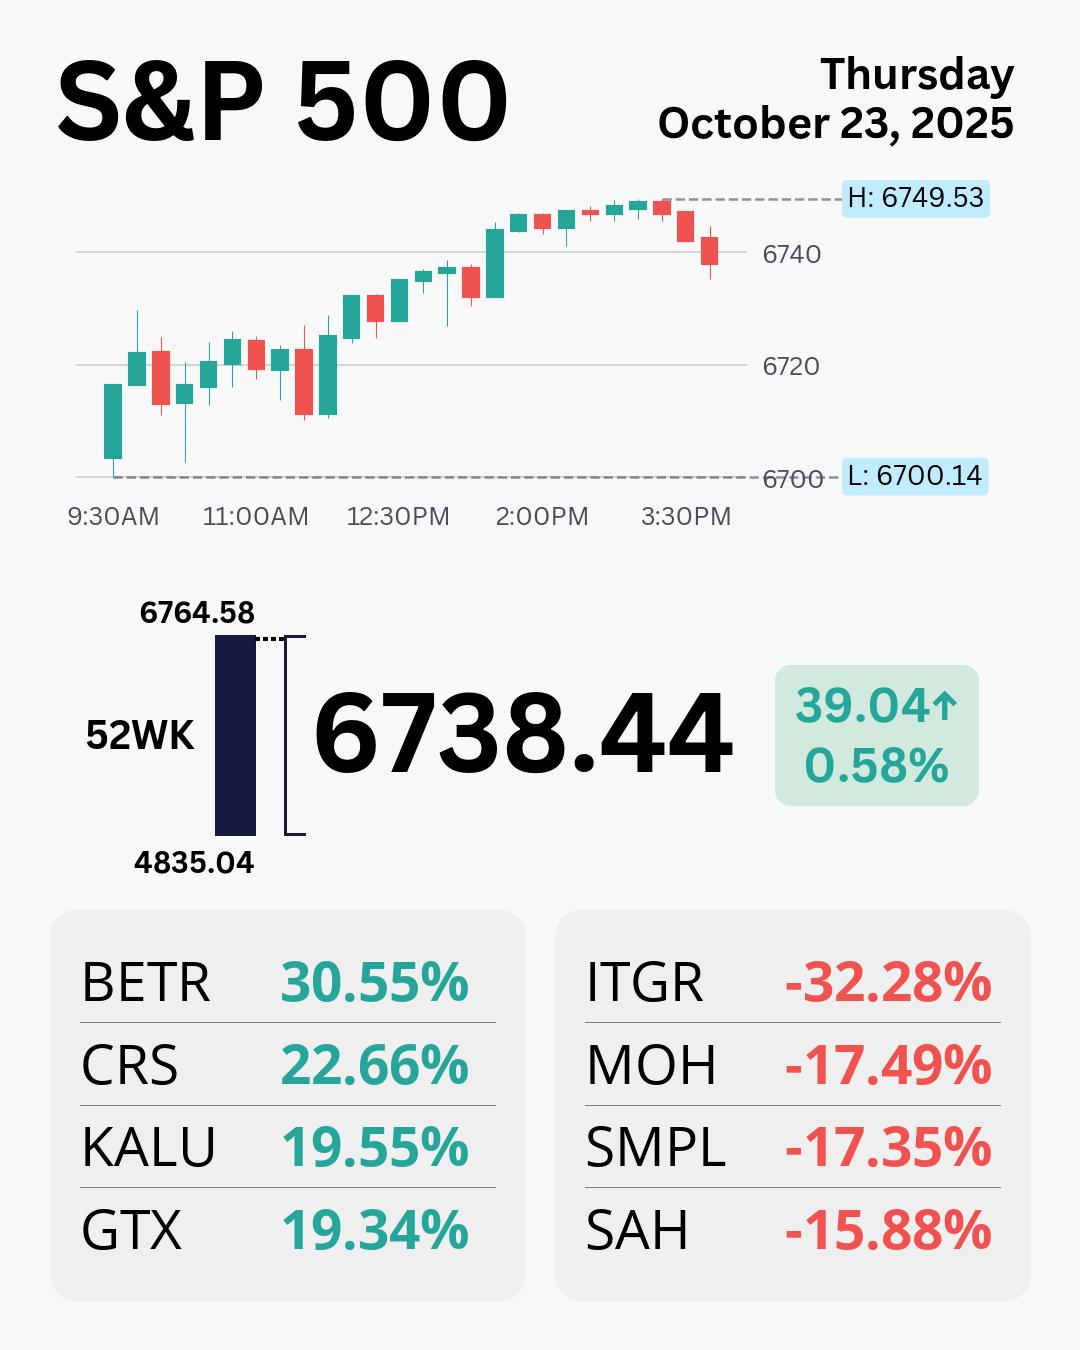 S&P 500
Thursday
October 23, 2025
H: 6749.53
6740
6720
6700
L: 6700.14
9:30AM 11:00AM 12:30PM 2:00PM 3:30PM
6764.58
52WK
6738.44
39.04↑
0.58%
4835.04
BETR 30.55%
CRS 22.66%
KALU 19.55%
GTX 19.34%
ITGR -32.28%
MOH -17.49%
SMPL -17.35%
SAH -15.88%